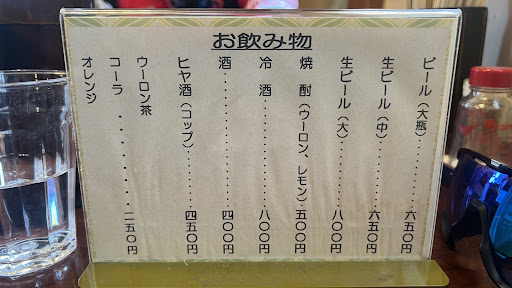 お飲み物
ビール(大瓶)‥‥‥‥六五〇円
生ビール(中)‥‥‥‥六五〇円
生ビール(大)‥‥‥‥八〇〇円
焼酎(ウーロン、レモン)‥五〇〇円
冷酒‥‥‥‥‥‥‥八〇〇円
酒‥‥‥‥‥‥‥‥四〇〇円
ヒヤ酒(コップ)‥‥‥‥四五〇円
ウーロン茶
コーラ ・・・・・・・二五〇円
オレンジ